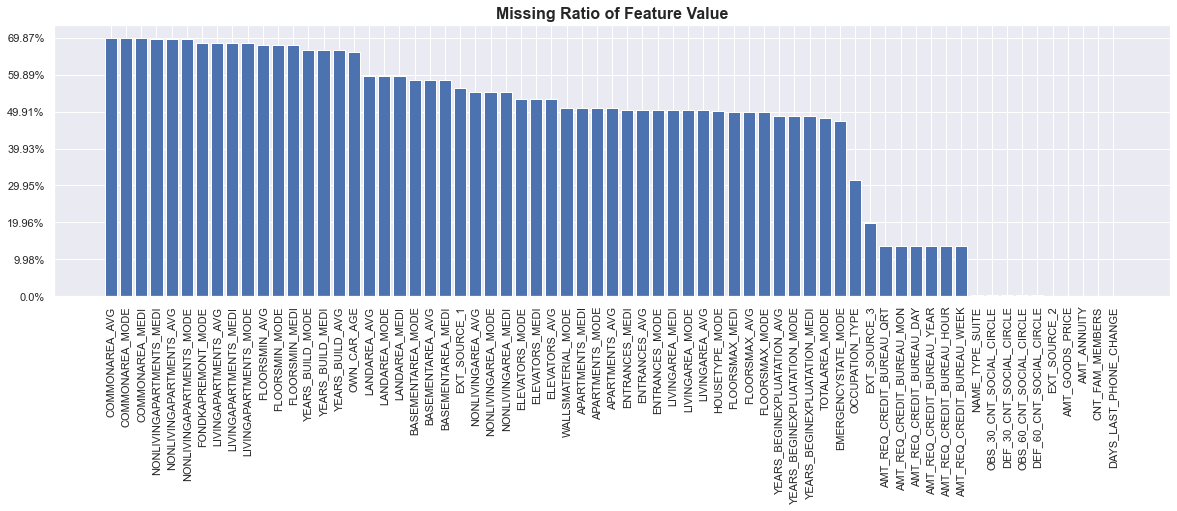 Missing Ratio of Feature Value
69.87%
59.89%
49.91%
39.93%
29.95%
19.96%
9.98%
0.0%
COMMONAREA_AVG
COMMONAREA_MODE
COMMONAREA_MEDI
NONLIVINGAPARTMENTS_MEDI
NONLIVINGAPARTMENTS_AVG
NONLIVINGAPARTMENTS_MODE
FONDKAPREMONT_MODE
LIVINGAPARTMENTS_AVG
LIVINGAPARTMENTS_MEDI
LIVINGAPARTMENTS_MODE
FLOORSMIN_AVG
FLOORSMIN_MODE
FLOORSMIN_MEDI
YEARS_BUILD_MODE
YEARS_BUILD_MEDI
YEARS_BUILD_AVG
OWN_CAR_AGE
LANDAREA_AVG
LANDAREA_MODE
LANDAREA_MEDI
BASEMENTAREA_MODE
BASEMENTAREA_AVG
BASEMENTAREA_MEDI
EXT_SOURCE_1
NONLIVINGAREA_AVG
NONLIVINGAREA_MODE
NONLIVINGAREA_MEDI
ELEVATORS_MODE
ELEVATORS_MEDI
ELEVATORS_AVG
WALLSMATERIAL_MODE
APARTMENTS_MEDI
APARTMENTS_MODE
APARTMENTS_AVG
ENTRANCES_MEDI
ENTRANCES_AVG
ENTRANCES_MODE
LIVINGAREA_MEDI
LIVINGAREA_MODE
LIVINGAREA_AVG
HOUSETYPE_MODE
FLOORSMAX_MEDI
FLOORSMAX_AVG
FLOORSMAX_MODE
YEARS_BEGINEXPLUATATION_AVG
YEARS_BEGINEXPLUATATION_MODE
YEARS_BEGINEXPLUATATION_MEDI
TOTALAREA_MODE
EMERGENCYSTATE_MODE
OCCUPATION_TYPE
EXT_SOURCE_3
AMT_REQ_CREDIT_BUREAU_QRT
AMT_REQ_CREDIT_BUREAU_MON
AMT_REQ_CREDIT_BUREAU_DAY
AMT_REQ_CREDIT_BUREAU_YEAR
AMT_REQ_CREDIT_BUREAU_HOUR
AMT_REQ_CREDIT_BUREAU_WEEK
NAME_TYPE_SUITE
OBS_30_CNT_SOCIAL_CIRCLE
DEF_30_CNT_SOCIAL_CIRCLE
OBS_60_CNT_SOCIAL_CIRCLE
DEF_60_CNT_SOCIAL_CIRCLE
EXT_SOURCE_2
AMT_GOODS_PRICE
AMT_ANNUITY
CNT_FAM_MEMBERS
DAYS_LAST_PHONE_CHANGE